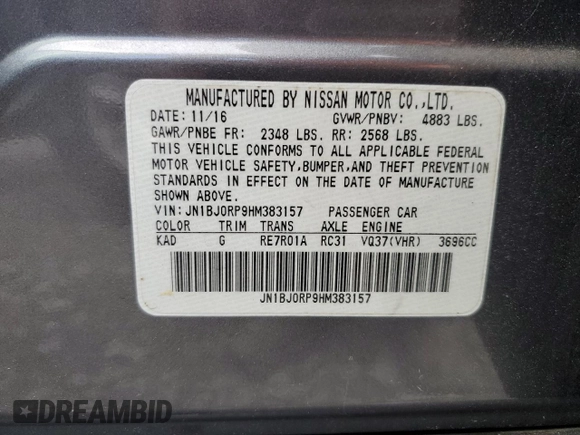 MANUFACTURED BY NISSAN MOTOR CO.,LTD.
DATE: 11/16 GVWR/PNBV: 4883 LBS.
GAWR/PNBE FR: 2348 LBS. RR: 2568 LBS.
THIS VEHICLE CONFORMS TO ALL APPLICABLE FEDERAL
MOTOR VEHICLE SAFETY,BUMPER,AND THEFT PREVENTION
STANDARDS IN EFFECT ON THE DATE OF MANUFACTURE
SHOWN ABOVE.
VIN: JN1BJ0RP9HM383157 PASSENGER CAR
COLOR TRIM TRANS AXLE ENGINE
KAD G RE7R01A RC31 VQ37(VHR) 3696CC
JN1BJ0RP9HM383157
DREAMBID